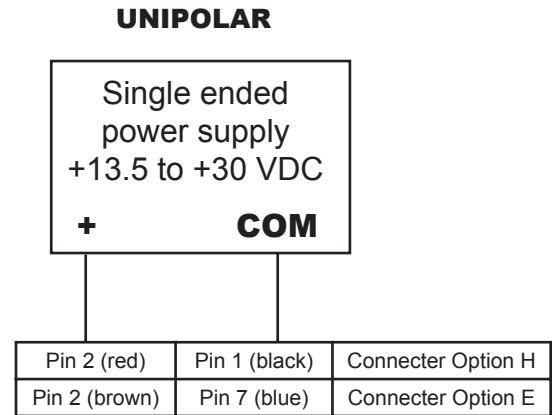 UNIPOLAR
Single ended
power supply
+13.5 to +30 VDC
+ COM
Pin 2 (red) Pin 1 (black) Connecter Option H
Pin 2 (brown) Pin 7 (blue) Connecter Option E